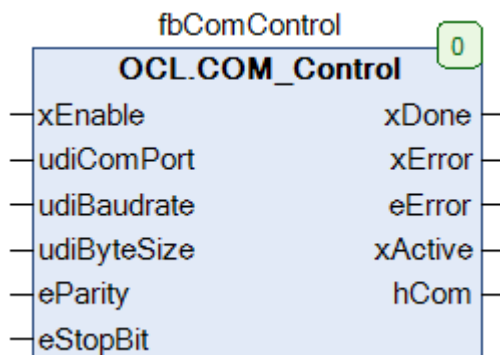 fbComControl
0
OCL.COM_Control
xEnable xDone
udiComPort xError
udiBaudrate eError
udiByteSize xActive
eParity hCom
eStopBit